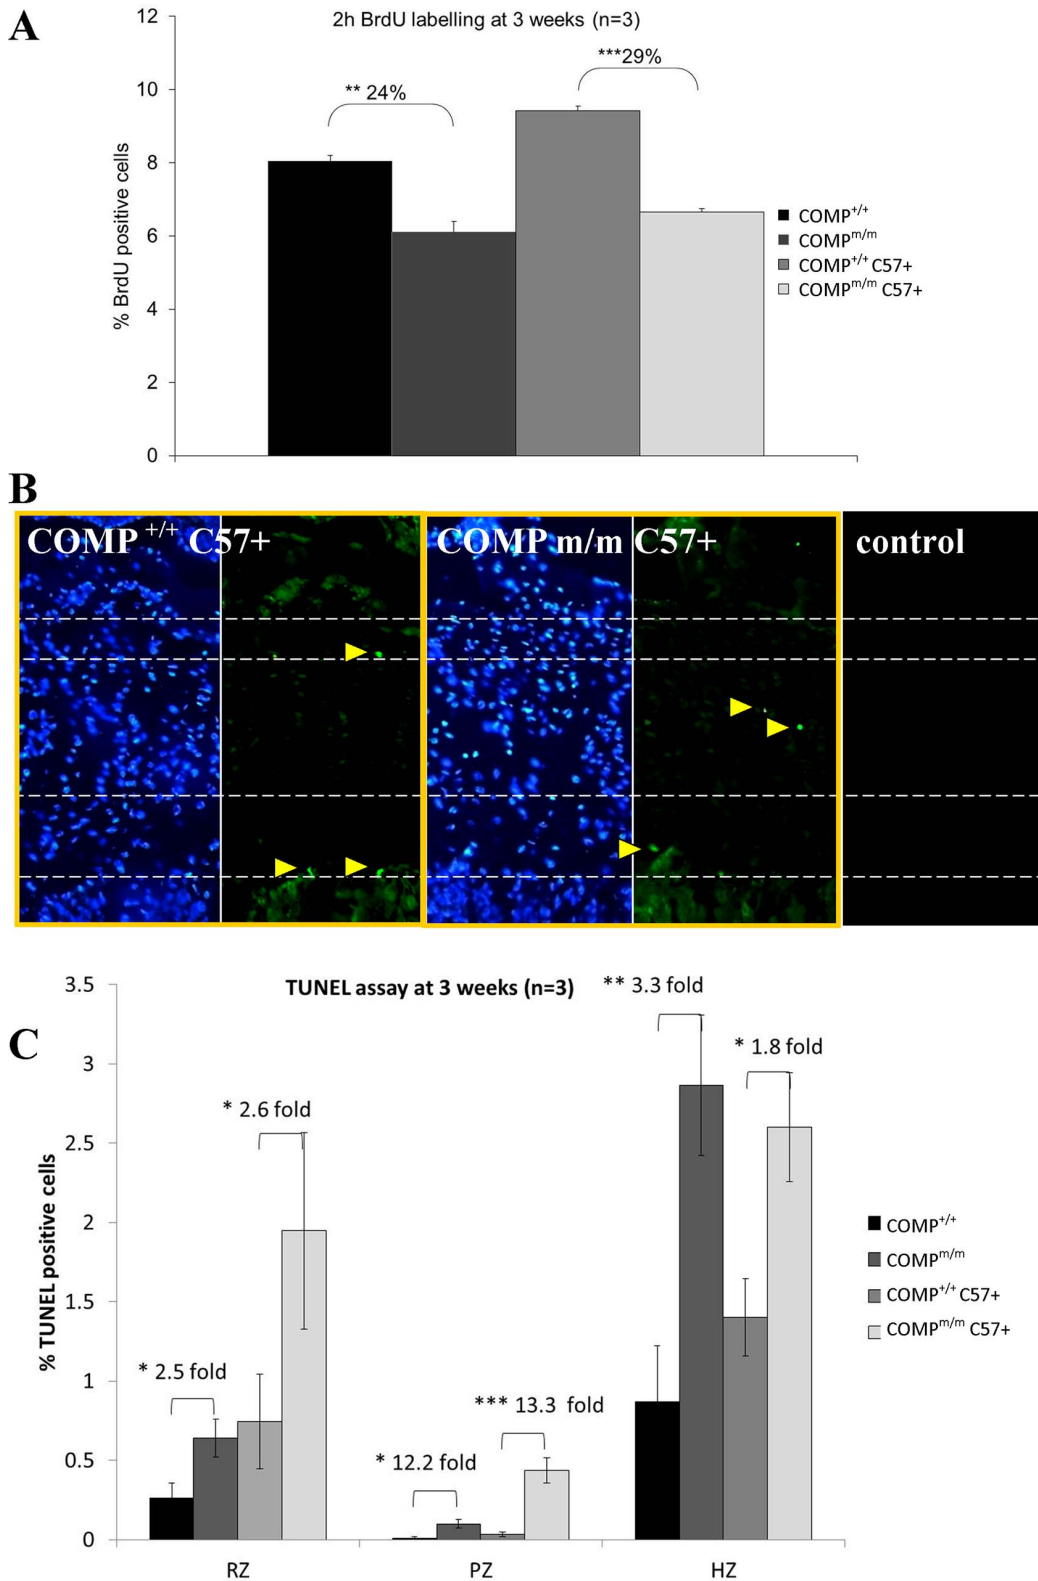 A
2h BrdU labelling at 3 weeks (n=3)
12
10
8
6
4
2
0
% BrdU positive cells
** 24%
***29%
COMP+/+
COMPm/m
COMP+/+ C57+
COMPm/m C57+
B
COMP +/+ C57+
COMP m/m C57+
control
C
TUNEL assay at 3 weeks (n=3)
3.5
3
2.5
2
1.5
1
0.5
0
% TUNEL positive cells
* 2.5 fold
* 2.6 fold
* 12.2 fold
*** 13.3 fold
** 3.3 fold
* 1.8 fold
RZ
PZ
HZ
COMP+/+
COMPm/m
COMP+/+ C57+
COMPm/m C57+